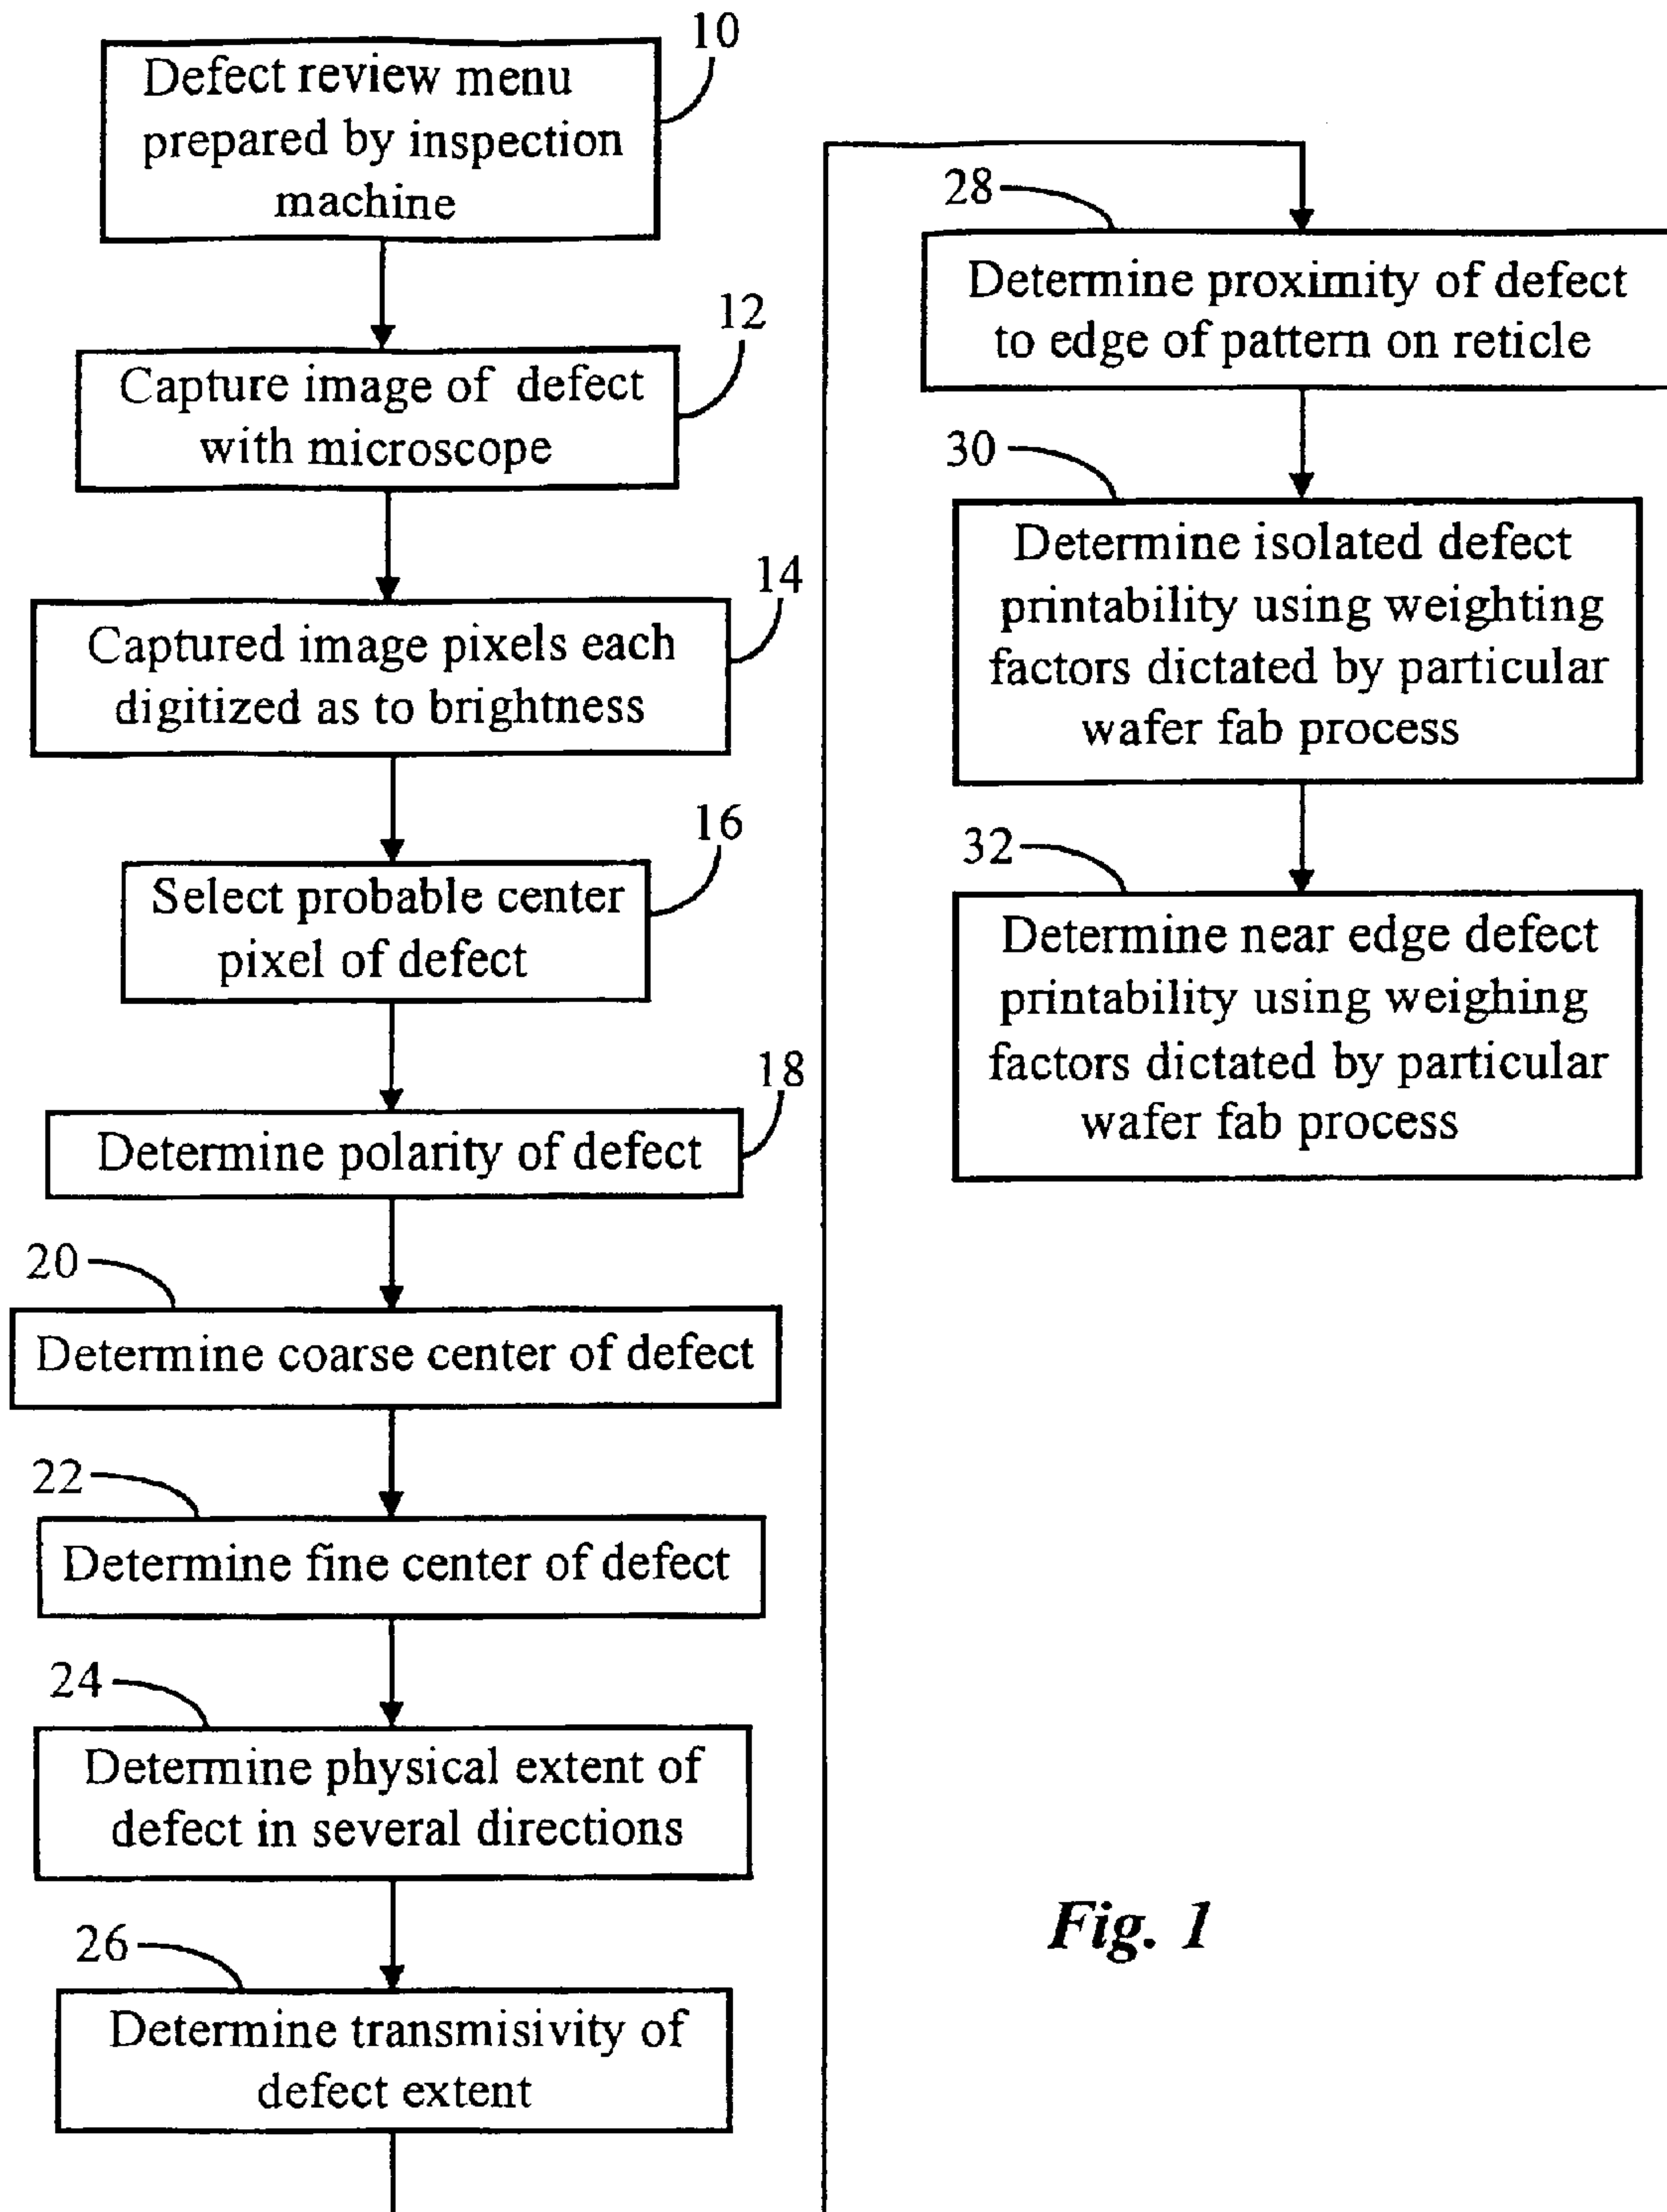 10
Defect review menu
prepared by inspection
machine
12
Capture image of defect
with microscope
14
Captured image pixels each
digitized as to brightness
16
Select probable center
pixel of defect
18
Determine polarity of defect
20
Determine coarse center of defect
22
Determine fine center of defect
24
Determine physical extent of
defect in several directions
26
Determine transmisivity of
defect extent
28
Determine proximity of defect
to edge of pattern on reticle
30
Determine isolated defect
printability using weighting
factors dictated by particular
wafer fab process
32
Determine near edge defect
printability using weighing
factors dictated by particular
wafer fab process
Fig. 1